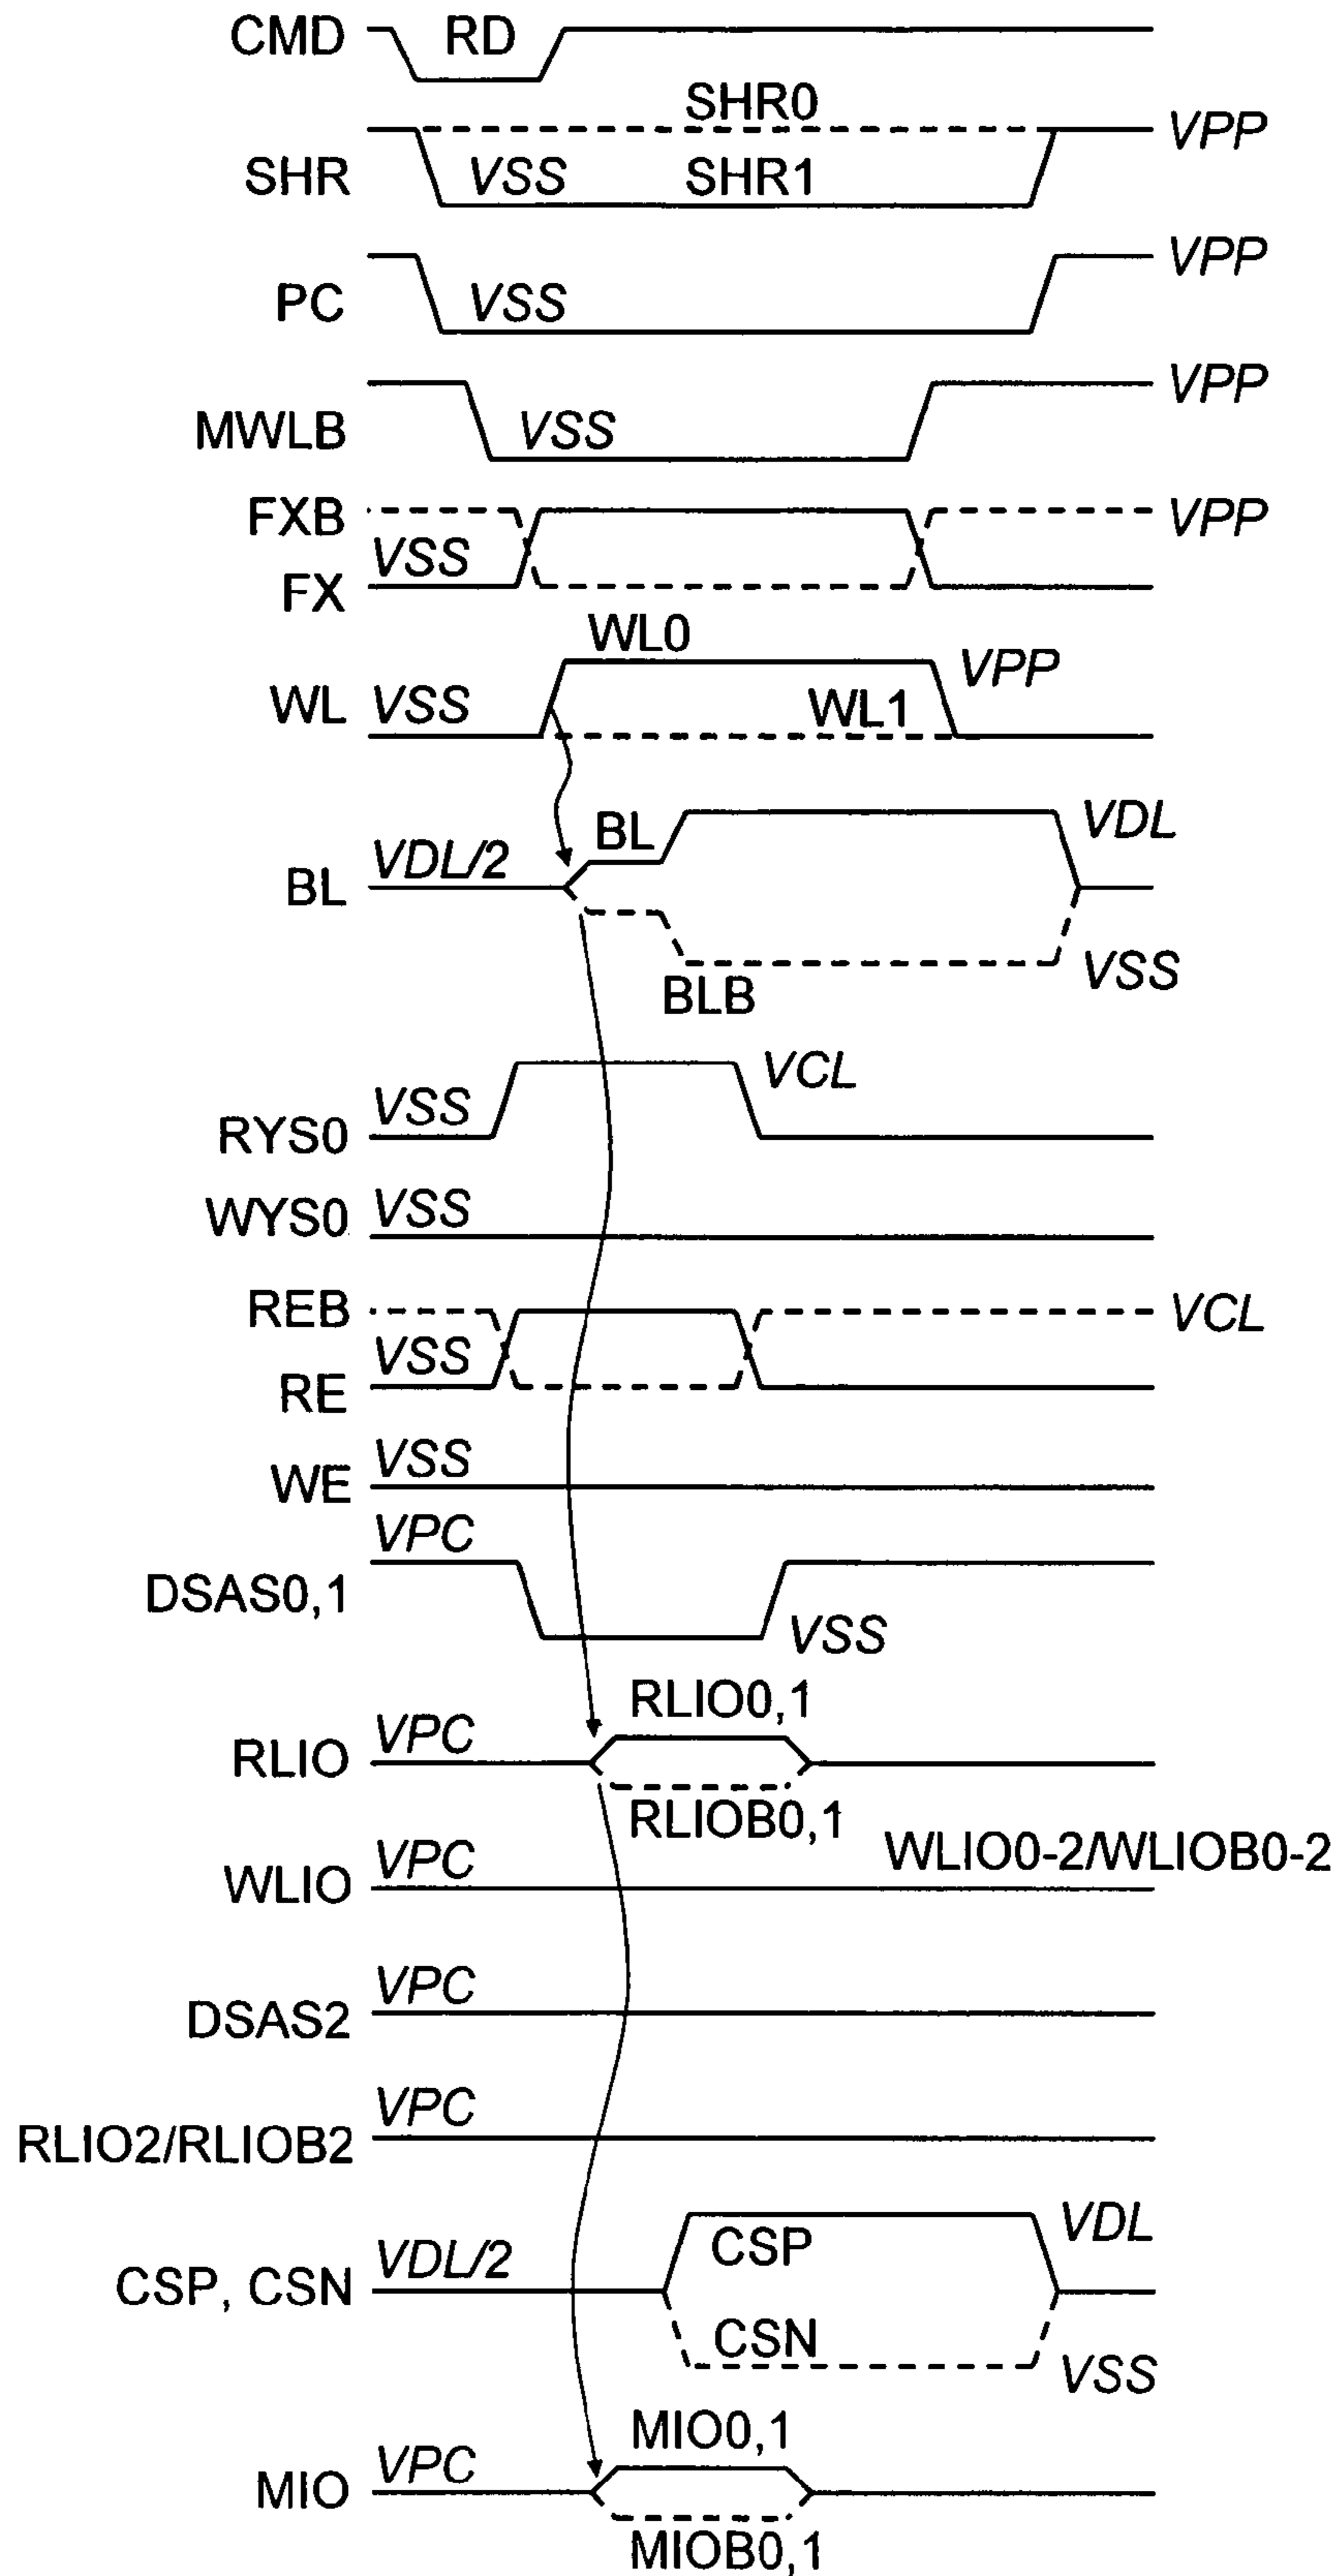 CMD RD
SHR0
VPP
SHR VSS SHR1
VPP
PC VSS
VPP
MWLB VSS
FXB VPP
VSS
FX
WL0
VPP
WL VSS WL1
BL VDL
VDL/2
BL
BLB VSS
VCL
VSS
RYS0
WYS0 VSS
REB VCL
VSS
RE
VSS
WE
VPC
DSAS0,1
VSS
RLIO0,1
RLIO VPC
RLIOB0,1
WLIO VPC WLIO0-2/WLIOB0-2
VPC
DSAS2
VPC
RLIO2/RLIOB2
VDL
CSP
CSP, CSN VDL/2
CSN
VSS
MIO0,1
MIO VPC
MIOB0,1